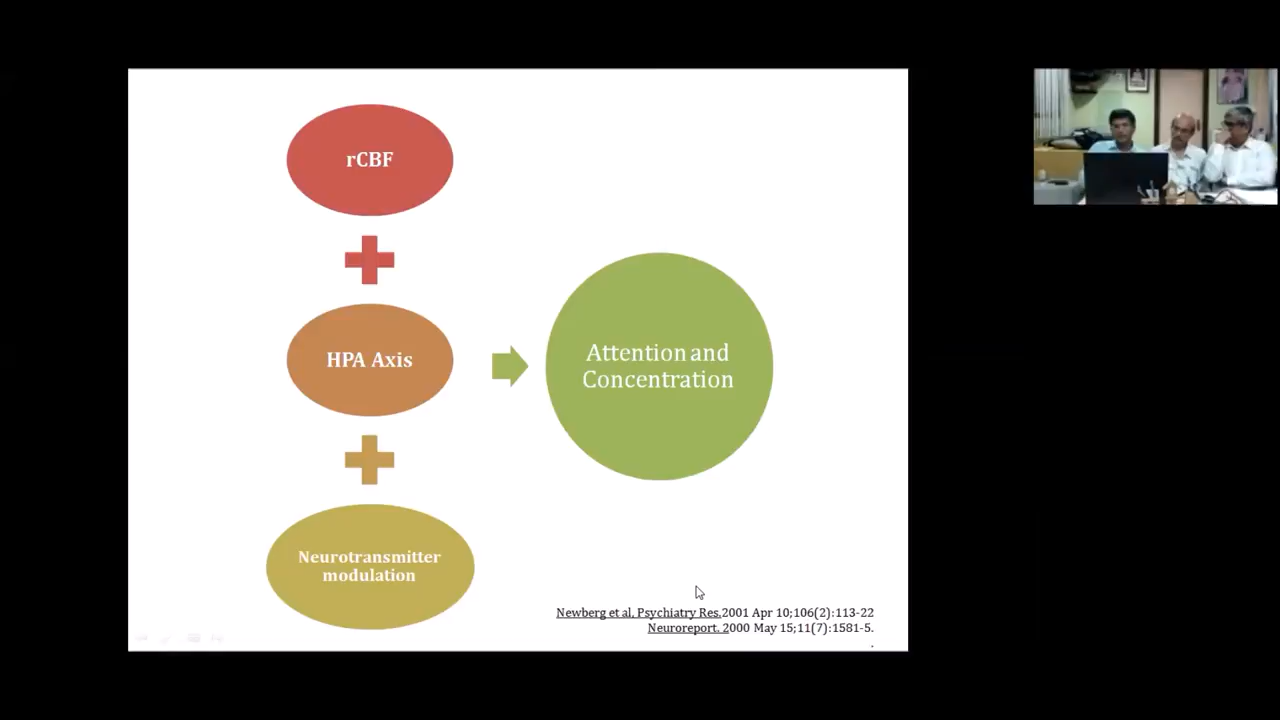 rCBF
HPA Axis
Neurotransmitter
modulation
Attention and
Concentration
Newberg et al, Psychiatry Res.2001 Apr 10;106(2):113-22
Neuroreport. 2000 May 15;11(7):1581-5.
.